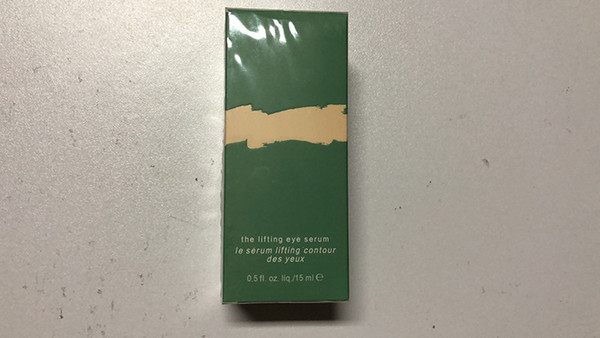 the lifting eye serum
le sérum lifting contour
des yeux
0.5 fl. oz. liq./15 ml ℮